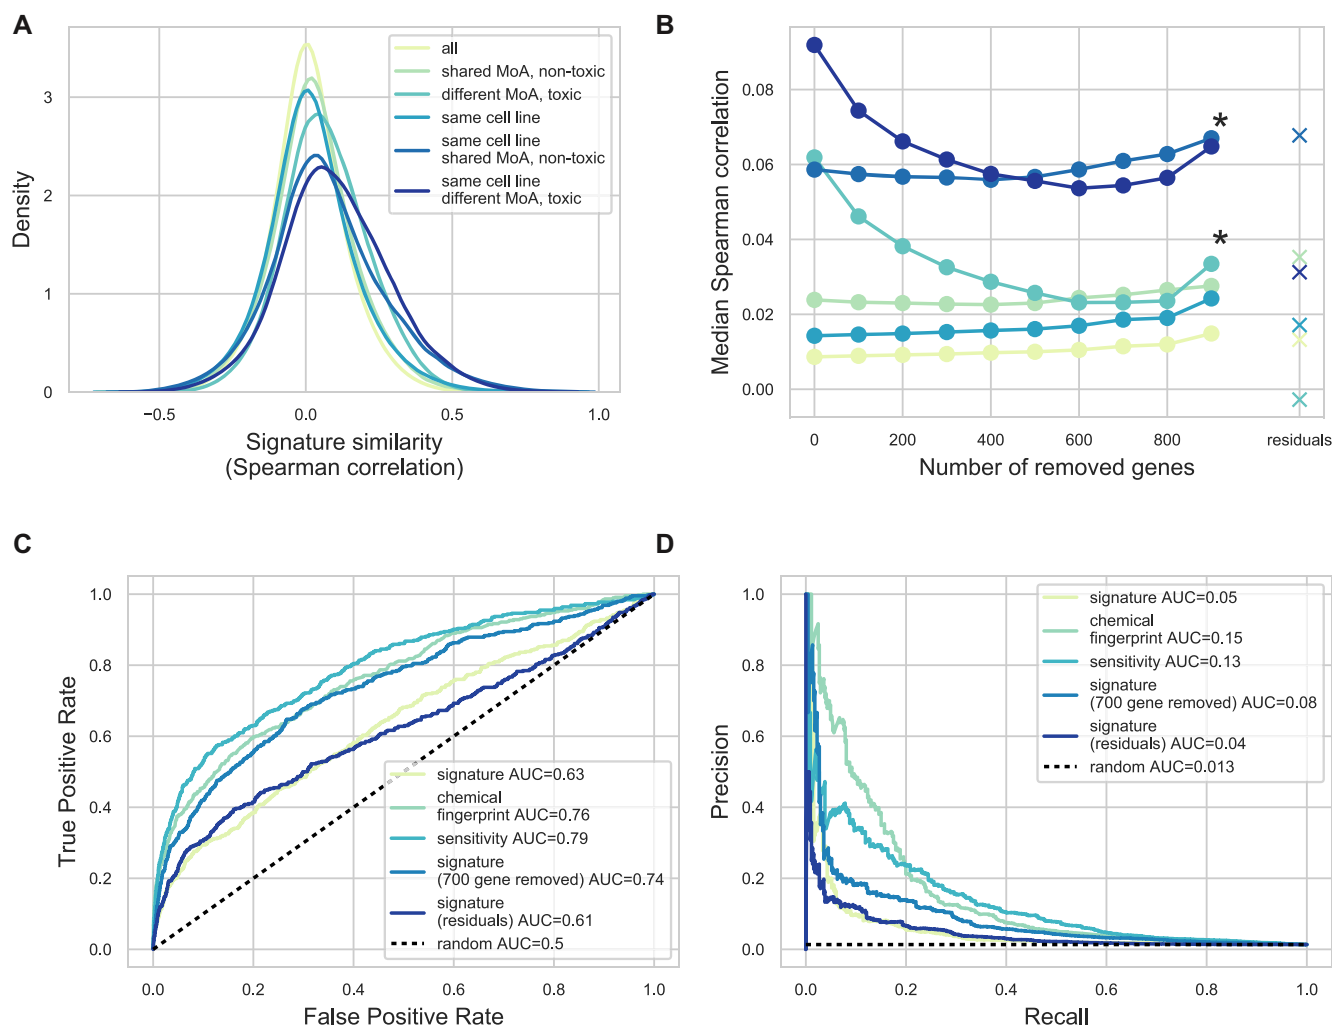 A
Density
3
2
1
0
−0.5
0.0
0.5
1.0
Signature similarity
(Spearman correlation)
all
shared MoA, non-toxic
different MoA, toxic
same cell line
same cell line
shared MoA, non-toxic
same cell line
different MoA, toxic
B
Median Spearman correlation
0.08
0.06
0.04
0.02
0.00
*
*
0
200
400
600
800
residuals
Number of removed genes
C
True Positive Rate
1.0
0.8
0.6
0.4
0.2
0.0
0.0
0.2
0.4
0.6
0.8
1.0
False Positive Rate
signature AUC=0.63
chemical
fingerprint AUC=0.76
sensitivity AUC=0.79
signature
(700 gene removed) AUC=0.74
signature
(residuals) AUC=0.61
random AUC=0.5
D
Precision
1.0
0.8
0.6
0.4
0.2
0.0
0.0
0.2
0.4
0.6
0.8
1.0
Recall
signature AUC=0.05
chemical
fingerprint AUC=0.15
sensitivity AUC=0.13
signature
(700 gene removed) AUC=0.08
signature
(residuals) AUC=0.04
random AUC=0.013